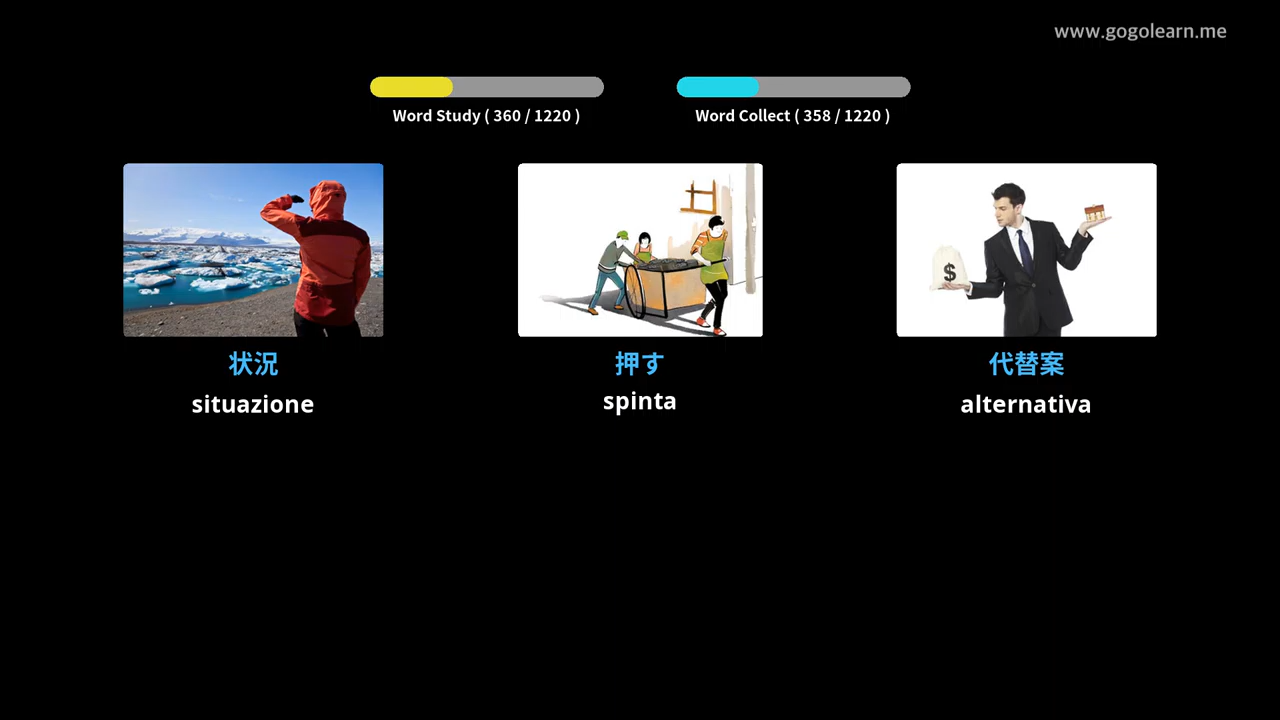 www.gogolearn.me
Word Study ( 360 / 1220 )
Word Collect ( 358 / 1220 )
状況
押す
代替案
situazione
spinta
alternativa
$